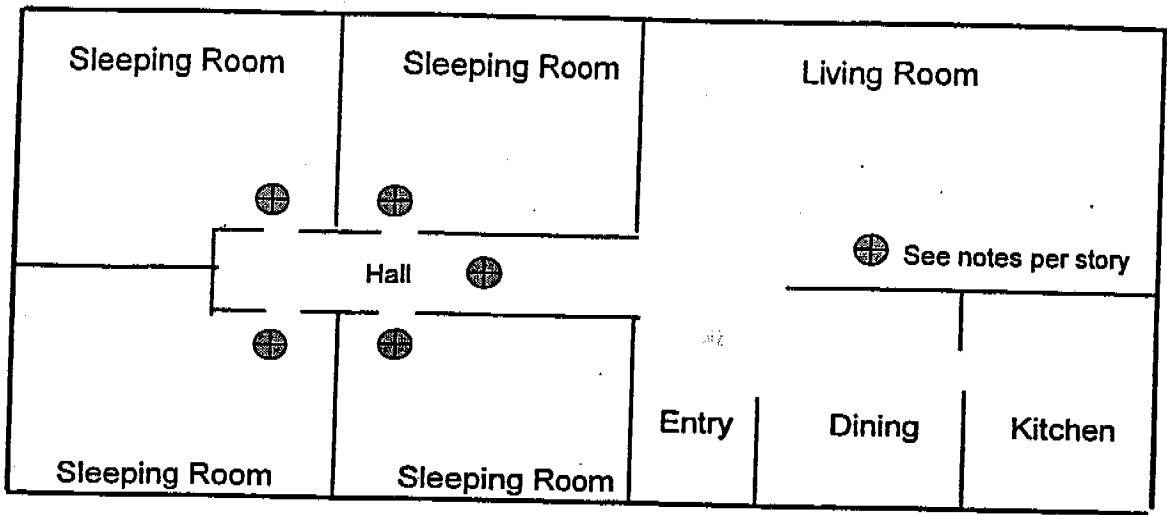 Sleeping Room
Sleeping Room
Living Room
Hall
See notes per story
Entry
Dining
Kitchen
Sleeping Room
Sleeping Room